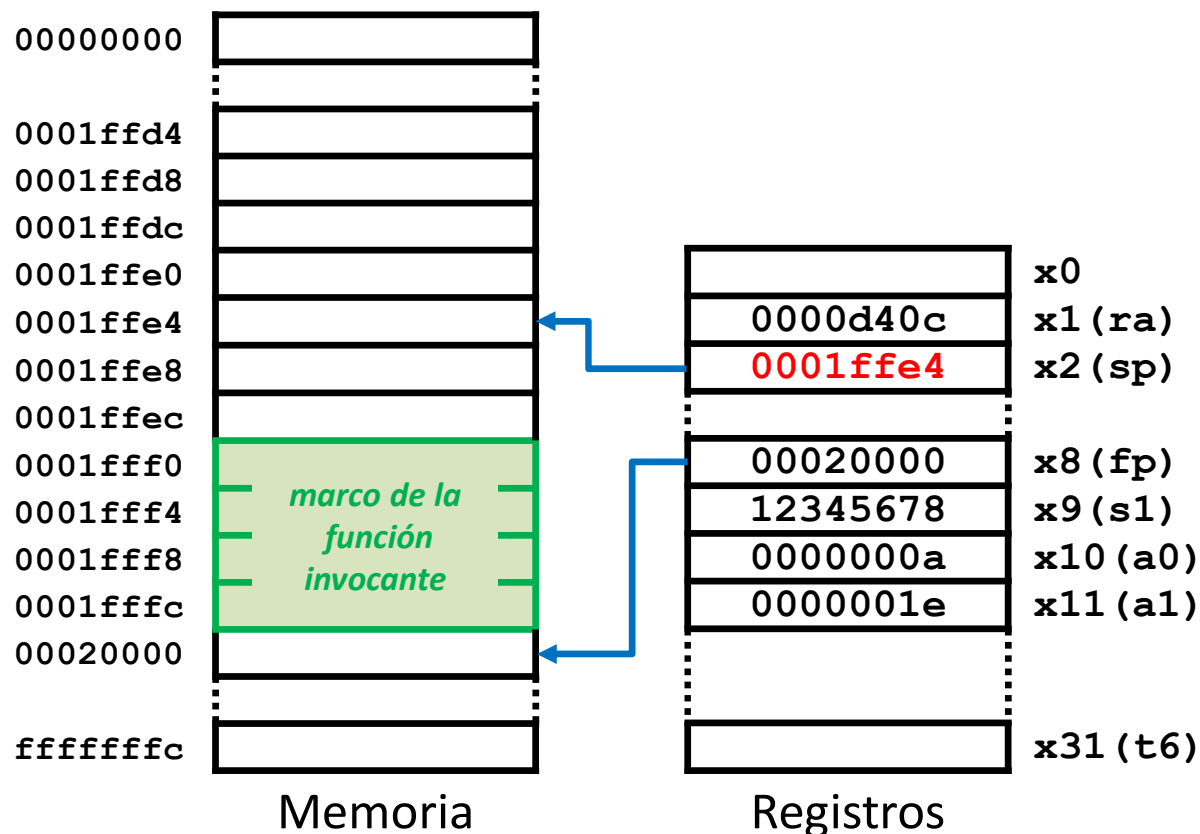 00000000
0001ffd4
0001ffd8
0001ffdc
0001ffe0
0001ffe4
0001ffe8
0001ffec
0001fff0
0001fff4
0001fff8
0001fffc
00020000
fffffffc
marco de la
función
invocante
Memoria
x0
0000d40c x1(ra)
0001ffe4 x2(sp)
00020000 x8(fp)
12345678 x9(s1)
0000000a x10(a0)
0000001e x11(a1)
x31(t6)
Registros